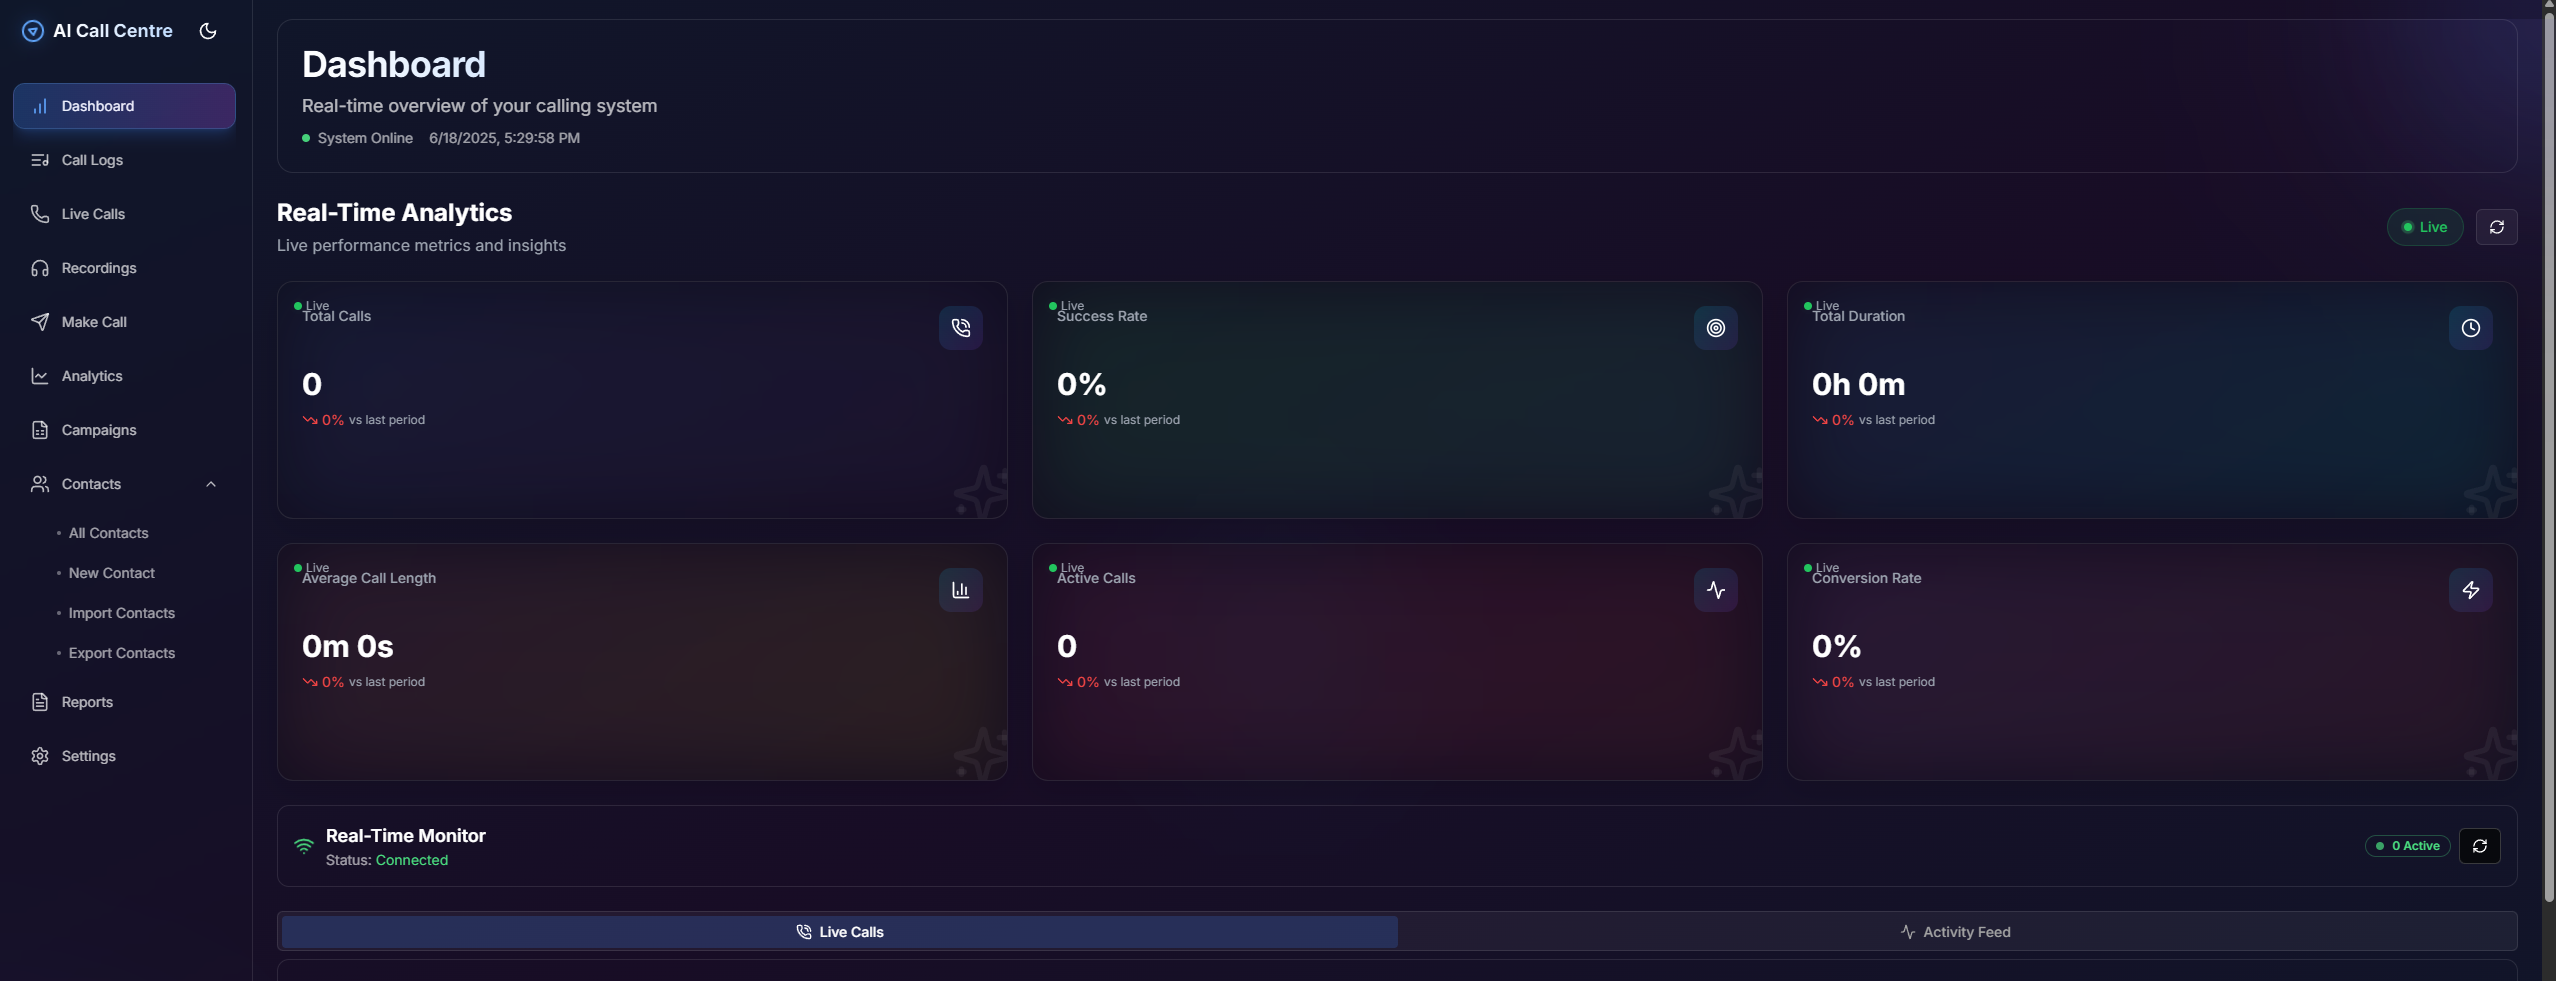 AI Call Centre
Dashboard
Call Logs
Live Calls
Recordings
Make Call
Analytics
Campaigns
Contacts
• All Contacts
• New Contact
• Import Contacts
• Export Contacts
Reports
Settings
Dashboard
Real-time overview of your calling system
System Online 6/18/2025, 5:29:58 PM
Real-Time Analytics
Live performance metrics and insights
Live
Live
Total Calls
0
0% vs last period
Live
Success Rate
0%
0% vs last period
Live
Total Duration
0h 0m
0% vs last period
Live
Average Call Length
0m 0s
0% vs last period
Live
Active Calls
0
0% vs last period
Live
Conversion Rate
0%
0% vs last period
Real-Time Monitor
Status: Connected
0 Active
Live Calls
Activity Feed